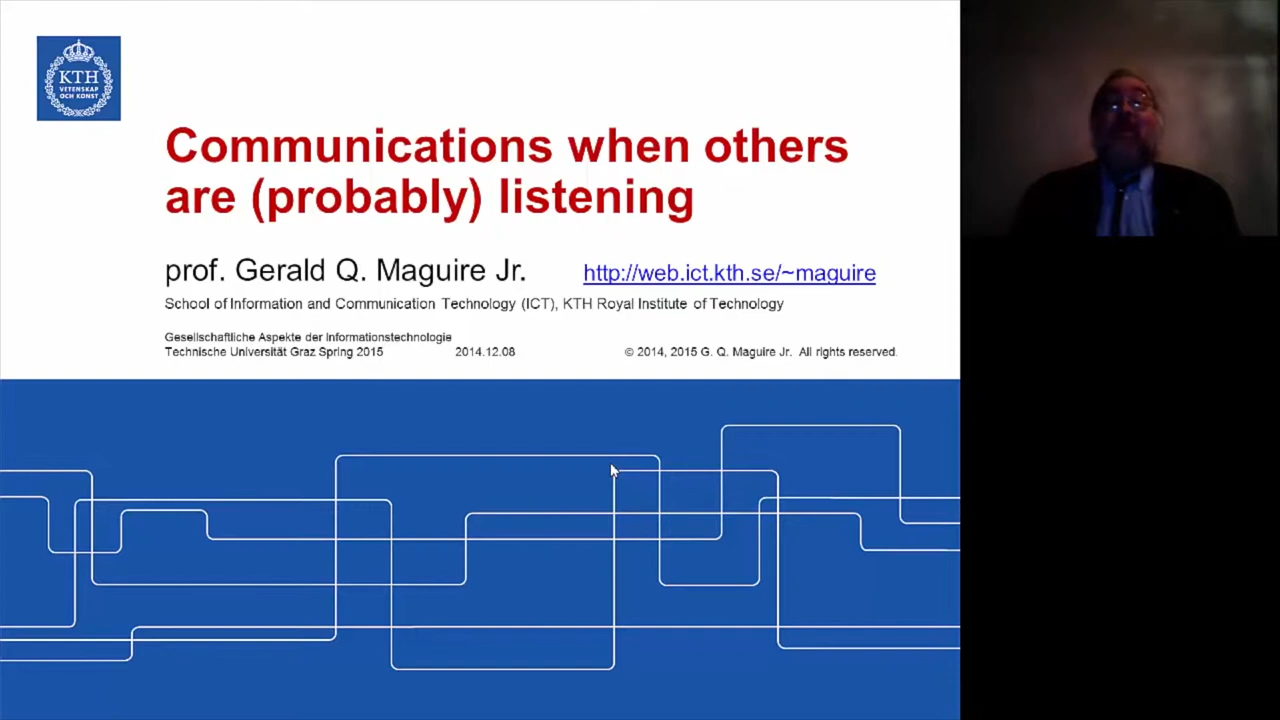 KTH
VETENSKAP
OCH KONST
Communications when others
are (probably) listening
prof. Gerald Q. Maguire Jr. http://web.ict.kth.se/~maguire
School of Information and Communication Technology (ICT), KTH Royal Institute of Technology
Gesellschaftliche Aspekte der Informationstechnologie
Technische Universität Graz Spring 2015 2014.12.08 © 2014, 2015 G. Q. Maguire Jr. All rights reserved.